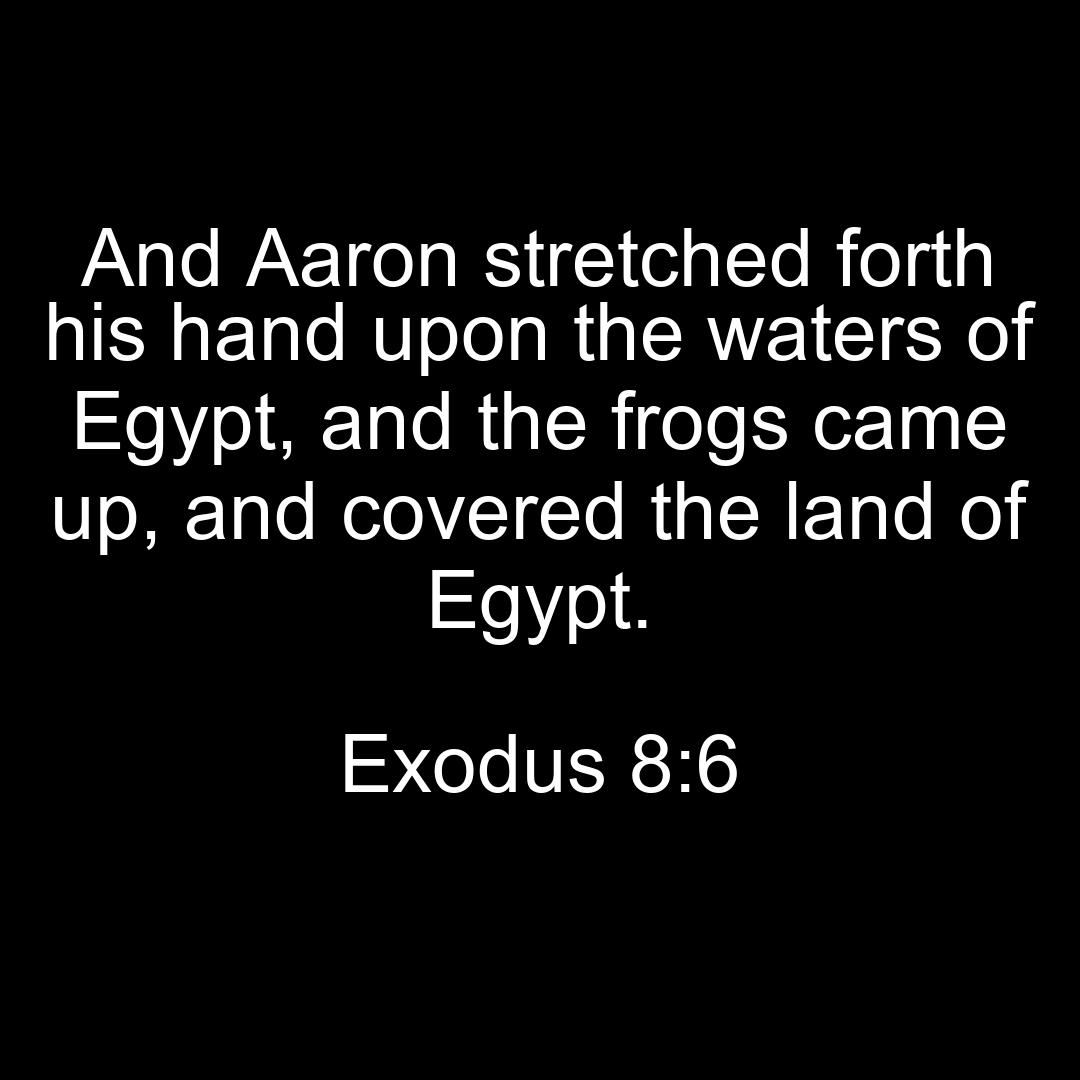 And Aaron stretched forth
his hand upon the waters of
Egypt, and the frogs came
up, and covered the land of
Egypt.
Exodus 8:6